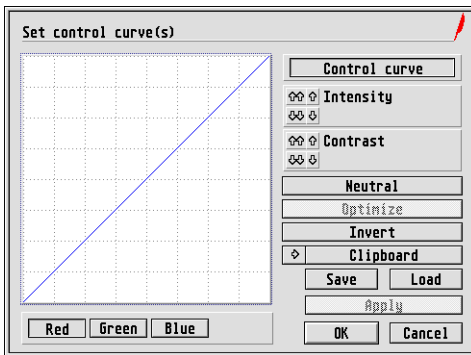 Set control curve(s)
Control curve
Intensity
Contrast
Neutral
Optimize
Invert
Clipboard
Save Load
Apply
Red Green Blue
OK Cancel